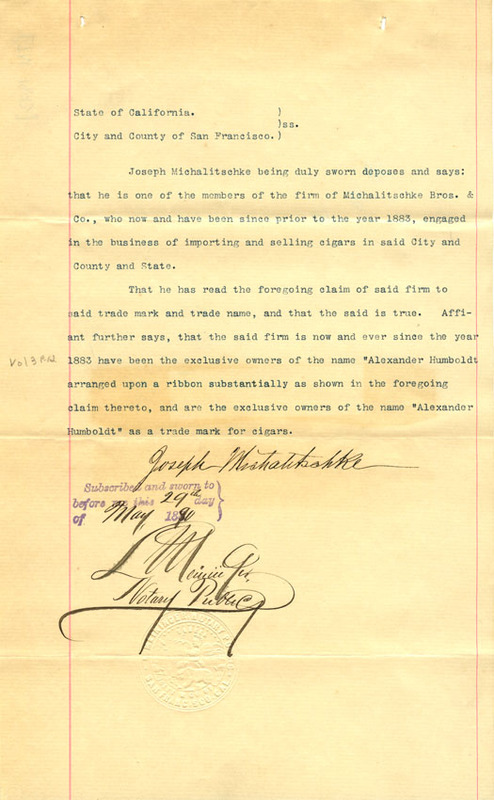 State of California. )
)ss.
City and County of San Francisco.)
Joseph Michalitschke being duly sworn deposes and says:
that he is one of the members of the firm of Michalitschke Bros. &
Co., who now and have been since prior to the year 1883, engaged
in the business of importing and selling cigars in said City and
County and State.
That he has read the foregoing claim of said firm to
said trade mark and trade name, and that the said is true. Affi-
ant further says, that the said firm is now and ever since the year
Vol 3
1883 have been the exclusive owners of the name "Alexander Humboldt
arranged upon a ribbon substantially as shown in the foregoing
claim thereto, and are the exclusive owners of the name "Alexander
Humboldt" as a trade mark for cigars.
Joseph Michalitschke
Subscribed and sworn to
before me this 29th day
of May 1890
Notary Public